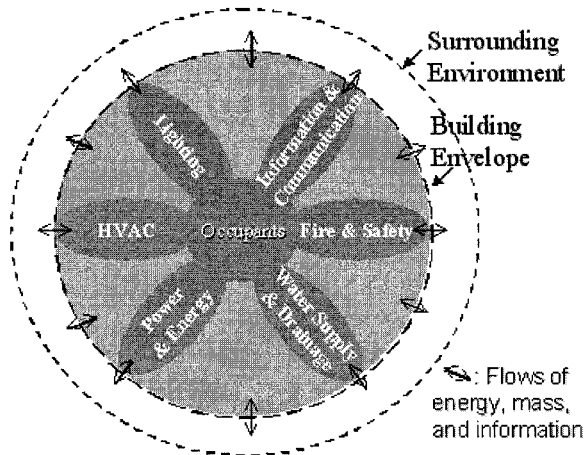 Surrounding
Environment
Building
Envelope
Lighting
Information &
Communication
HVAC
Occupants
Fire & Safety
Power
& Energy
Water Supply
& Drainage
: Flows of
energy, mass,
and information